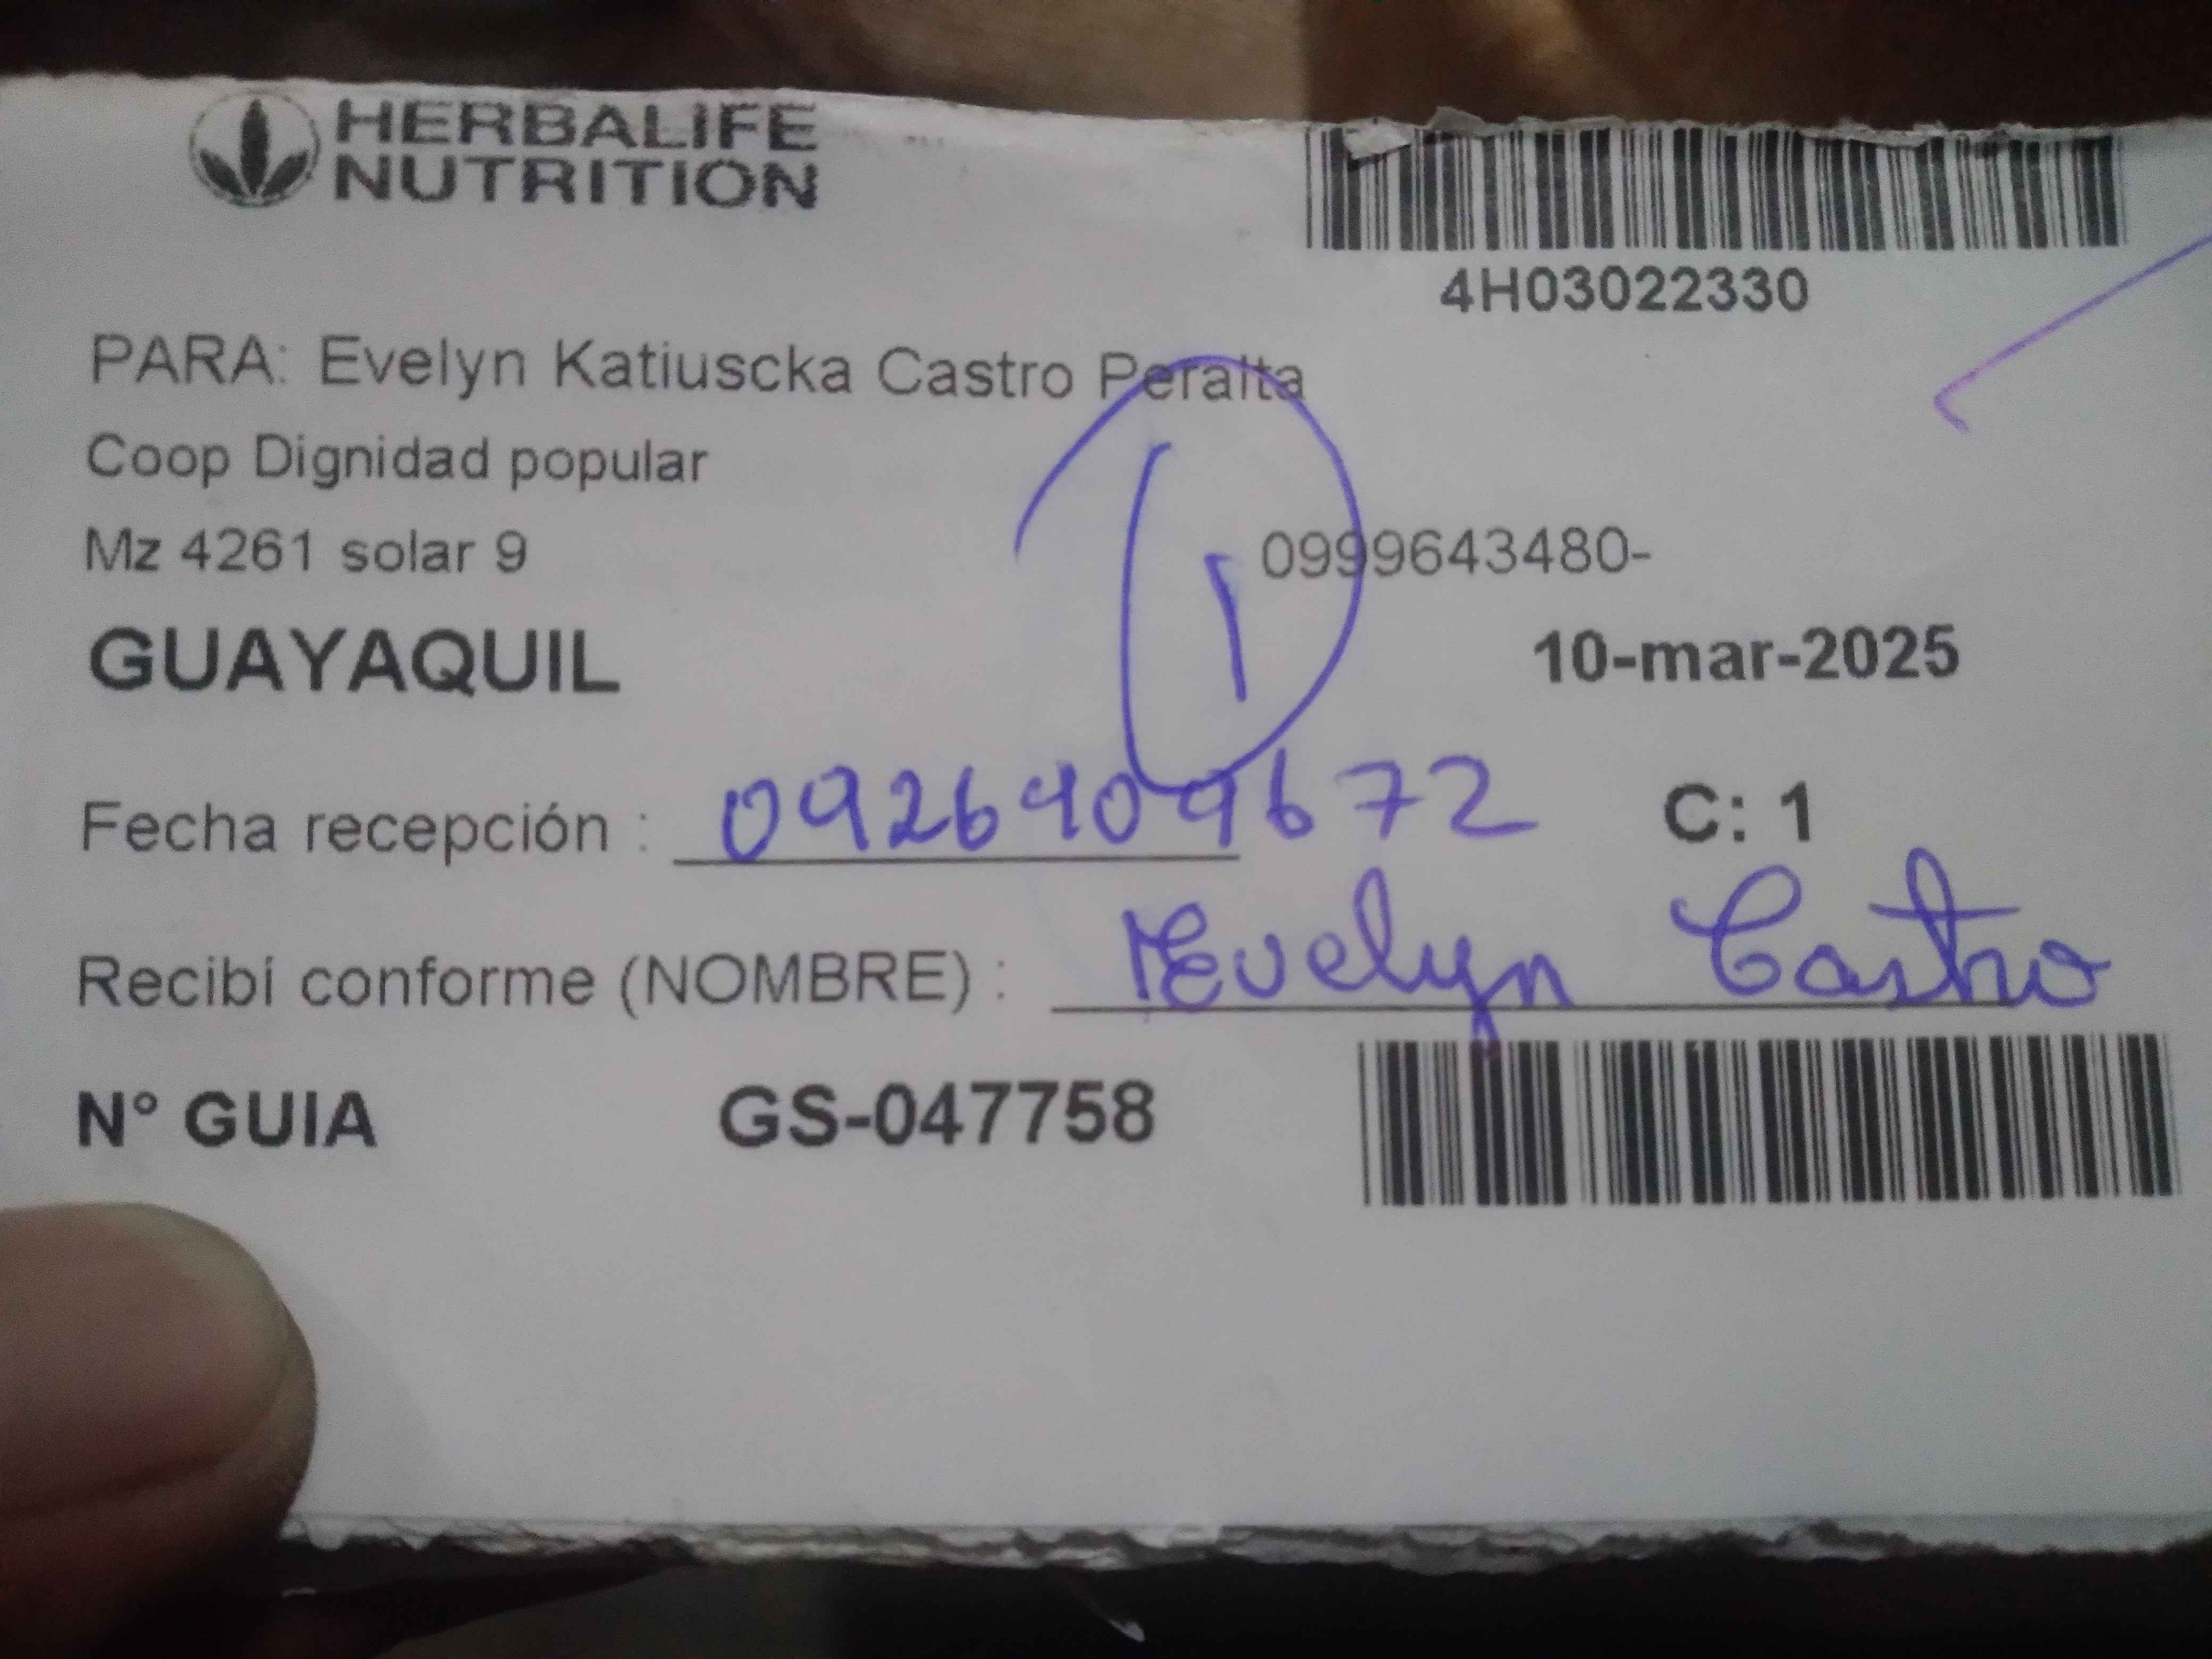 HERBALIFE
NUTRITION
4H03022330
PARA: Evelyn Katiuscka Castro Peralta
Coop Dignidad popular
Mz 4261 solar 9
0999643480-
GUAYAQUIL
10-mar-2025
1
Fecha recepción : 0926409672
C: 1
Recibí conforme (NOMBRE) : Evelyn Castro
N° GUIA GS-047758